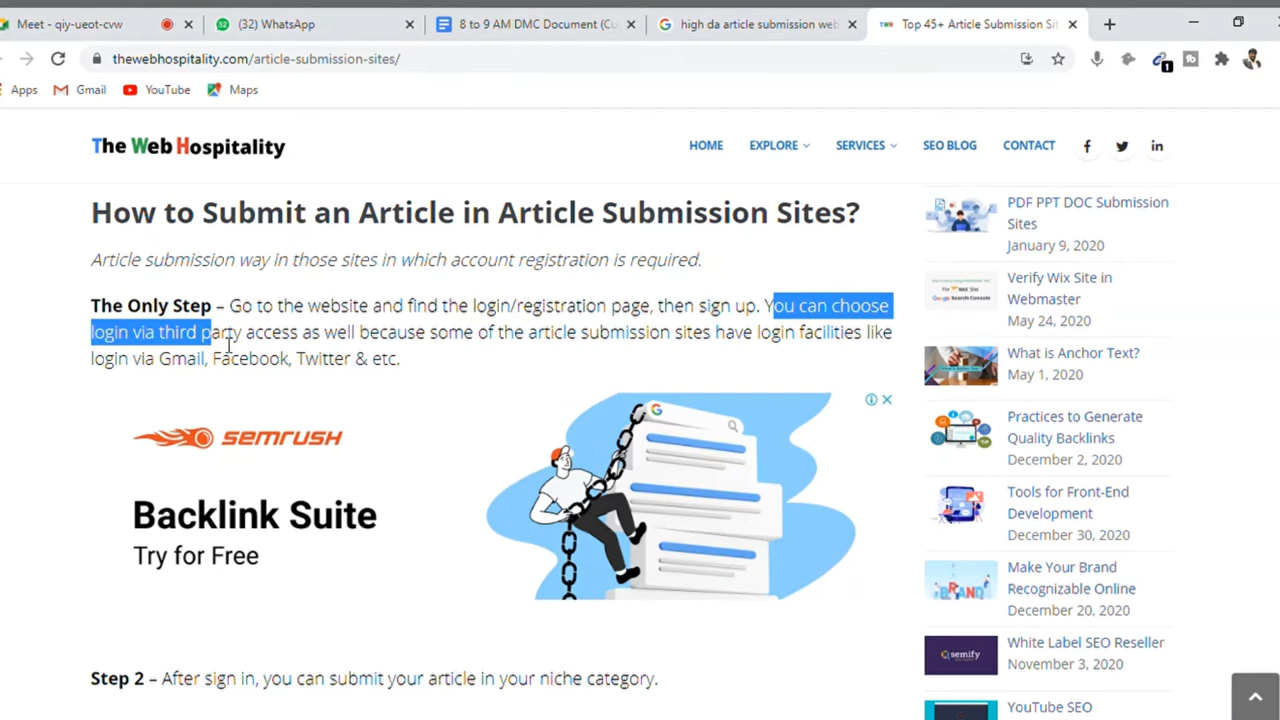 Meet - qiy-ueot-cvw
(32) WhatsApp
8 to 9 AM DMC Document (Cu
high da article submission web
Top 45+ Article Submission Sit
thewebhospitality.com/article-submission-sites/
1
Apps
Gmail
YouTube
Maps
The Web Hospitality
HOME
EXPLORE
SERVICES
SEO BLOG
CONTACT
How to Submit an Article in Article Submission Sites?
Article submission way in those sites in which account registration is required.
The Only Step – Go to the website and find the login/registration page, then sign up. You can choose
login via third party access as well because some of the article submission sites have login facilities like
login via Gmail, Facebook, Twitter & etc.
SEMRUSH
Backlink Suite
Try for Free
Step 2 – After sign in, you can submit your article in your niche category.
PDF PPT DOC Submission
Sites
January 9, 2020
Verify Wix Site in
Webmaster
May 24, 2020
What is Anchor Text?
May 1, 2020
Practices to Generate
Quality Backlinks
December 2, 2020
Tools for Front-End
Development
December 30, 2020
BRAND
Make Your Brand
Recognizable Online
December 20, 2020
semify
White Label SEO Reseller
November 3, 2020
YouTube SEO